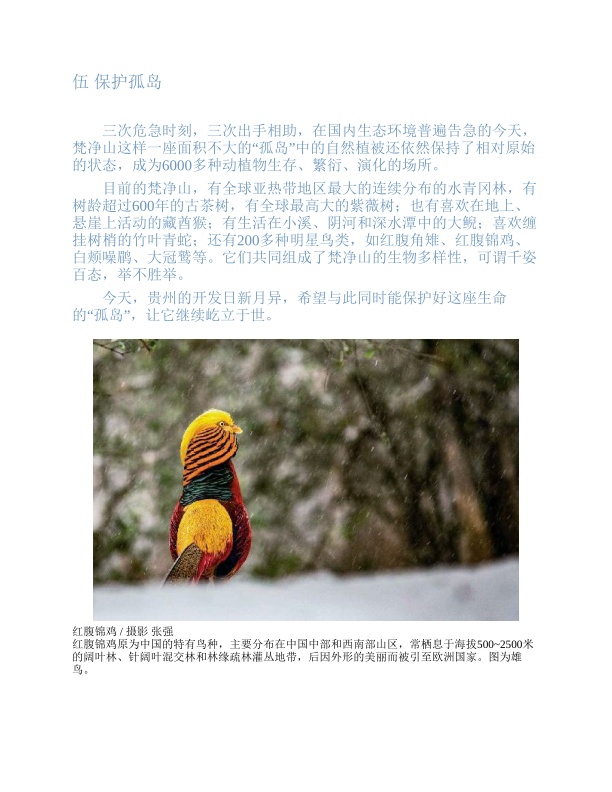 伍 保护孤岛
三次危急时刻，三次出手相助，在国内生态环境普遍告急的今天，
梵净山这样一座面积不大的“孤岛”中的自然植被还依然保持了相对原始
的状态，成为6000多种动植物生存、繁衍、演化的场所。
目前的梵净山，有全球亚热带地区最大的连续分布的水青冈林，有
树龄超过600年的古茶树，有全球最高大的紫薇树；也有喜欢在地上、
悬崖上活动的藏酋猴；有生活在小溪、阴河和深水潭中的大鲵；喜欢缠
挂树梢的竹叶青蛇；还有200多种明星鸟类，如红腹角雉、红腹锦鸡、
白颊噪鹛、大冠鹫等。它们共同组成了梵净山的生物多样性，可谓千姿
百态，举不胜举。
今天，贵州的开发日新月异，希望与此同时能保护好这座生命
的“孤岛”，让它继续屹立于世。
红腹锦鸡 / 摄影 张强
红腹锦鸡原为中国的特有鸟种，主要分布在中国中部和西南部山区，常栖息于海拔500~2500米
的阔叶林、针阔叶混交林和林缘疏林灌丛地带，后因外形的美丽而被引至欧洲国家。图为雄
鸟。